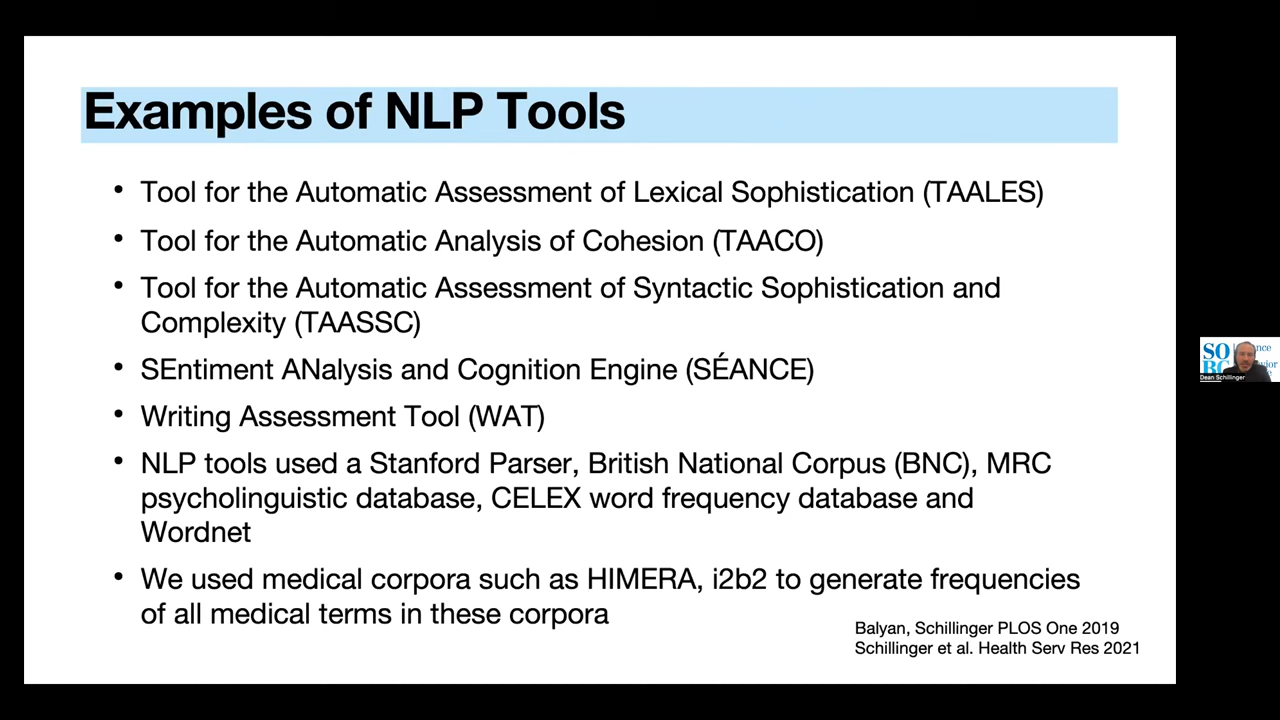 Examples of NLP Tools
• Tool for the Automatic Assessment of Lexical Sophistication (TAALES)
• Tool for the Automatic Analysis of Cohesion (TAACO)
• Tool for the Automatic Assessment of Syntactic Sophistication and
Complexity (TAASSC)
• SEntiment ANalysis and Cognition Engine (SÉANCE)
• Writing Assessment Tool (WAT)
• NLP tools used a Stanford Parser, British National Corpus (BNC), MRC
psycholinguistic database, CELEX word frequency database and
Wordnet
• We used medical corpora such as HIMERA, i2b2 to generate frequencies
of all medical terms in these corpora
Balyan, Schillinger PLOS One 2019
Schillinger et al. Health Serv Res 2021
SO
Dean Schillinger